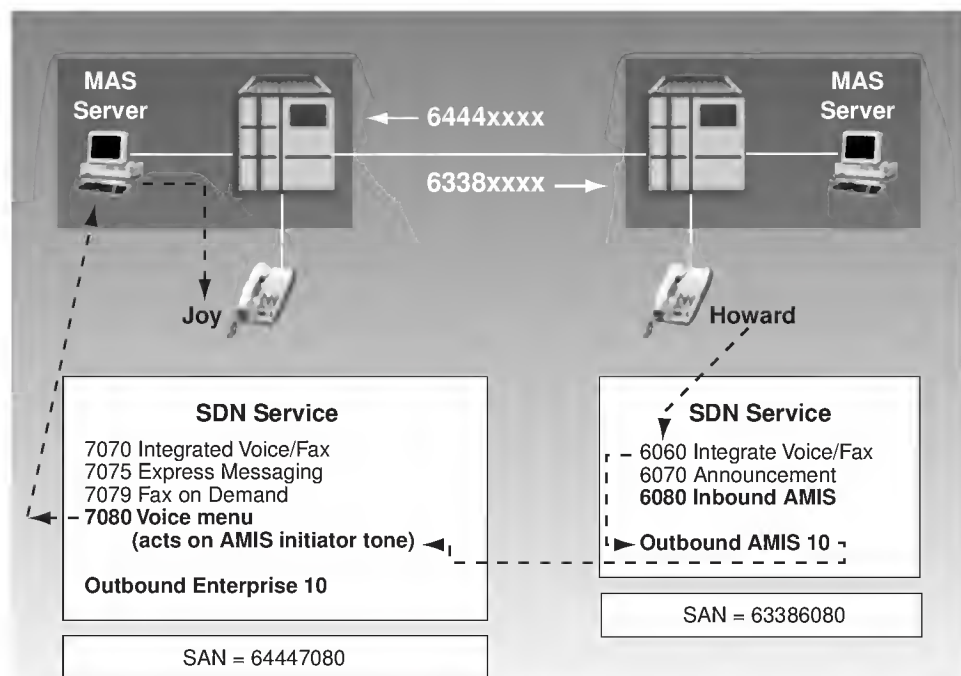 MAS
Server
6444xxxx
6338xxxx
MAS
Server
Joy
Howard
SDN Service
7070 Integrated Voice/Fax
7075 Express Messaging
7079 Fax on Demand
7080 Voice menu
(acts on AMIS initiator tone)
Outbound Enterprise 10
SAN = 64447080
SDN Service
6060 Integrate Voice/Fax
6070 Announcement
6080 Inbound AMIS
Outbound AMIS 10
SAN = 63386080